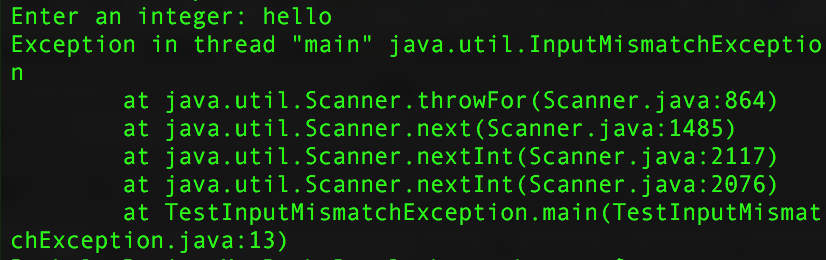 Enter an integer: hello
Exception in thread "main" java.util.InputMismatchExceptio
n
        at java.util.Scanner.throwFor(Scanner.java:864)
        at java.util.Scanner.next(Scanner.java:1485)
        at java.util.Scanner.nextInt(Scanner.java:2117)
        at java.util.Scanner.nextInt(Scanner.java:2076)
        at TestInputMismatchException.main(TestInputMismat
chException.java:13)